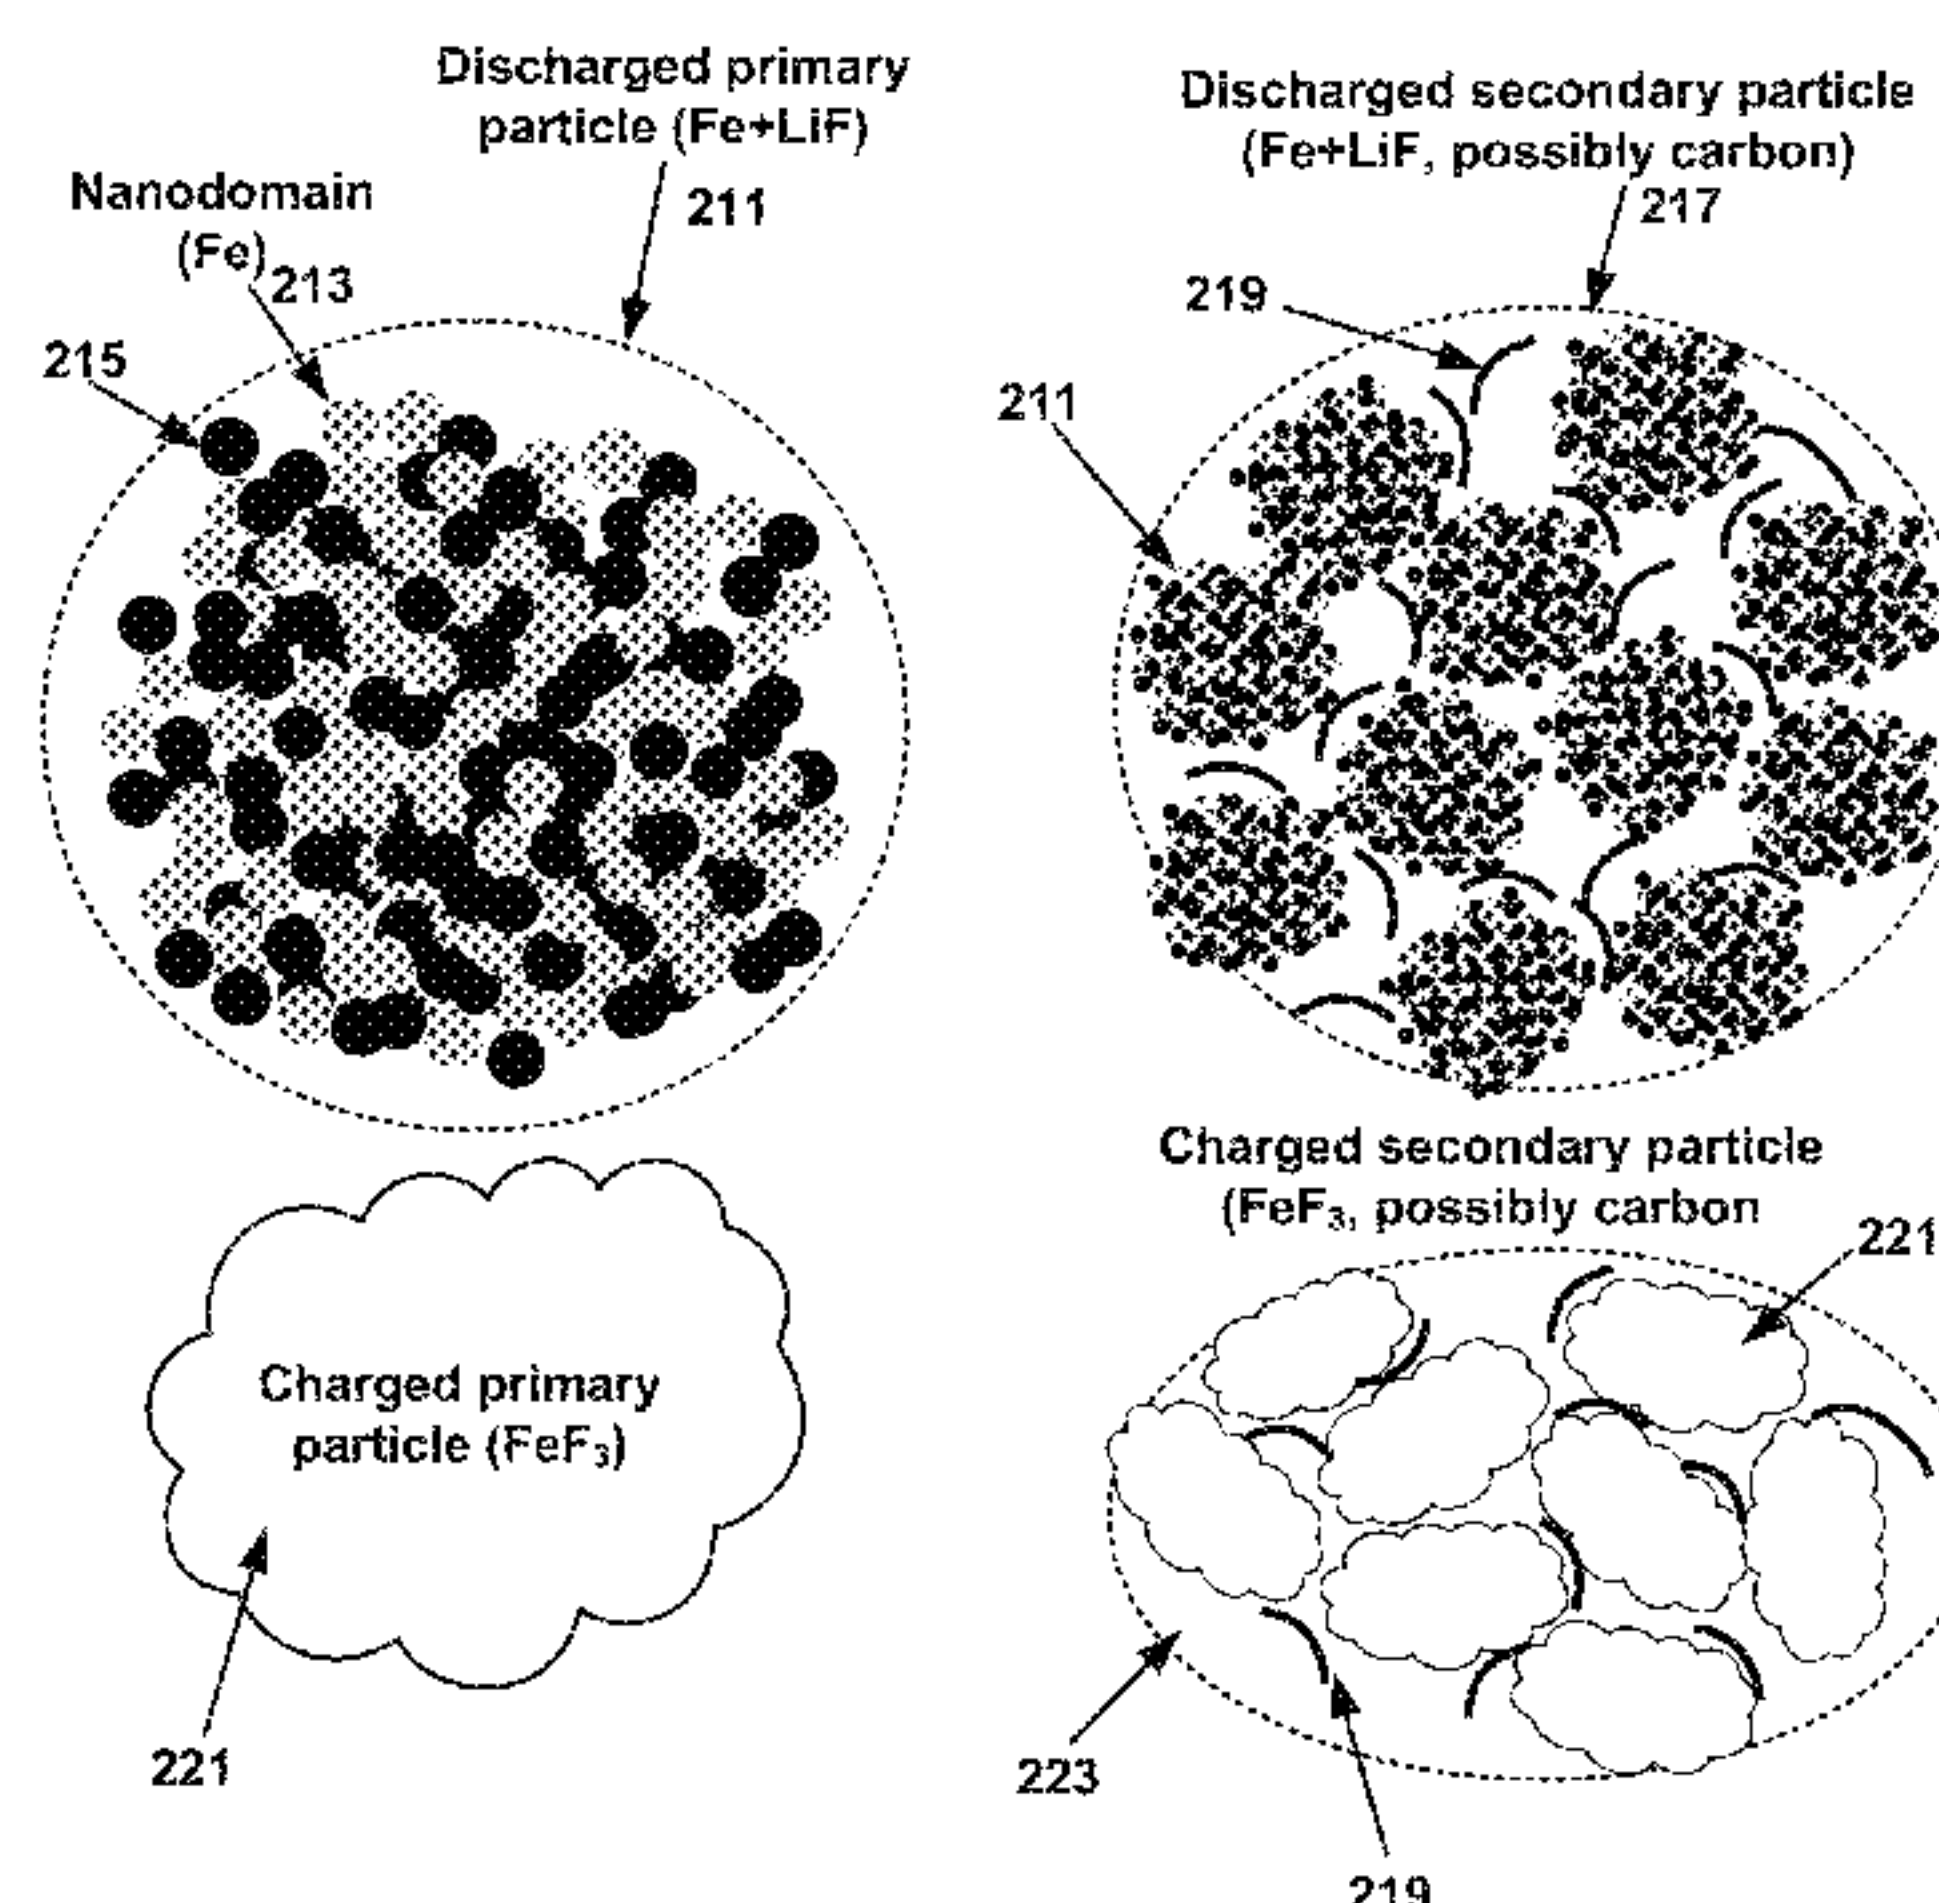 Discharged primary
particle (Fe+LiF)
211
Nanodomain
(Fe)
213
215
Discharged secondary particle
(Fe+LiF, possibly carbon)
217
219
211
Charged primary
particle (FeF₃)
221
Charged secondary particle
(FeF₃, possibly carbon
221
223
219